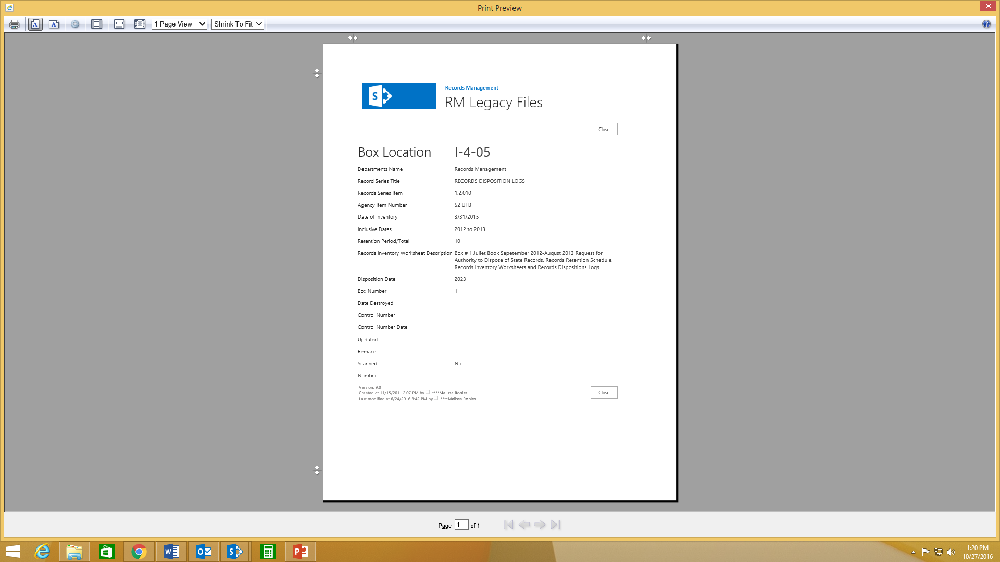 Print Preview
1 Page View
Shrink To Fit
Records Management
RM Legacy Files
Close
Box Location I-4-05
Departments Name Records Management
Record Series Title RECORDS DISPOSITION LOGS
Records Series Item 1.2.010
Agency Item Number 52 UTB
Date of Inventory 3/31/2015
Inclusive Dates 2012 to 2013
Retention Period/Total 10
Records Inventory Worksheet Description Box # 1 Juliet Book Sepetember 2012-August 2013 Request for
Authority to Dispose of State Records, Records Retention Schedule,
Records Inventory Worksheets and Records Dispositions Logs.
Disposition Date 2023
Box Number 1
Date Destroyed
Control Number
Control Number Date
Updated
Remarks
Scanned No
Number
Version: 9.0
Created at 11/15/2011 2:07 PM by ****Melissa Robles
Last modified at 6/24/2016 3:42 PM by ****Melissa Robles
Close
Page 1 of 1
1:20 PM
10/27/2016